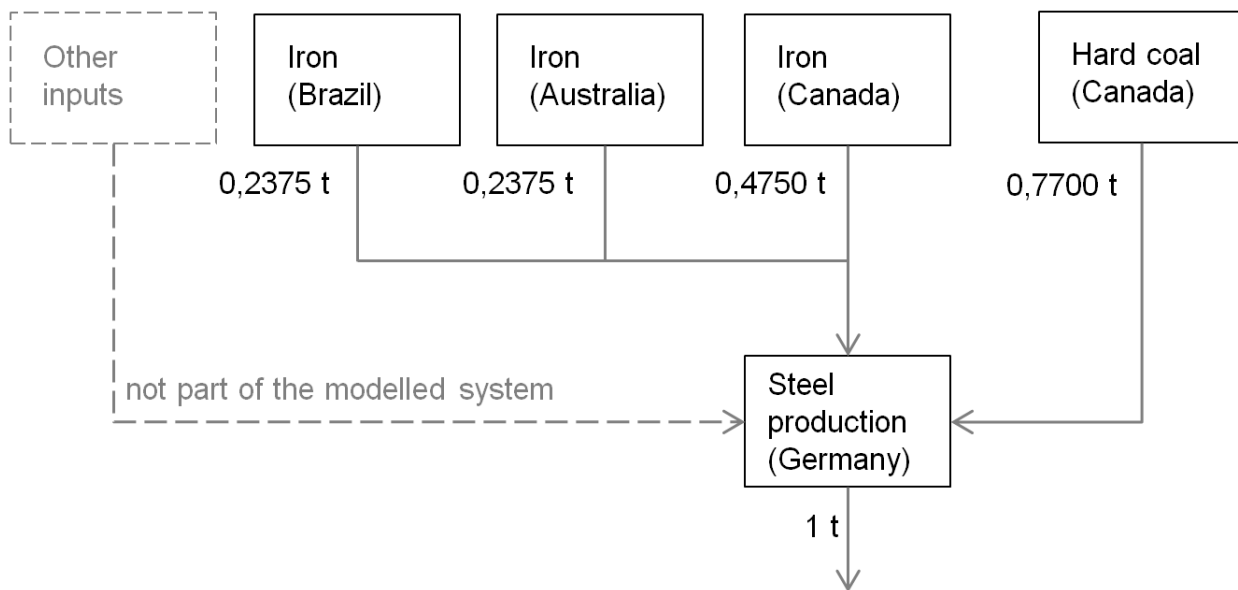 Other
inputs
Iron
(Brazil)
Iron
(Australia)
Iron
(Canada)
Hard coal
(Canada)
0,2375 t
0,2375 t
0,4750 t
0,7700 t
not part of the modelled system
Steel
production
(Germany)
1 t